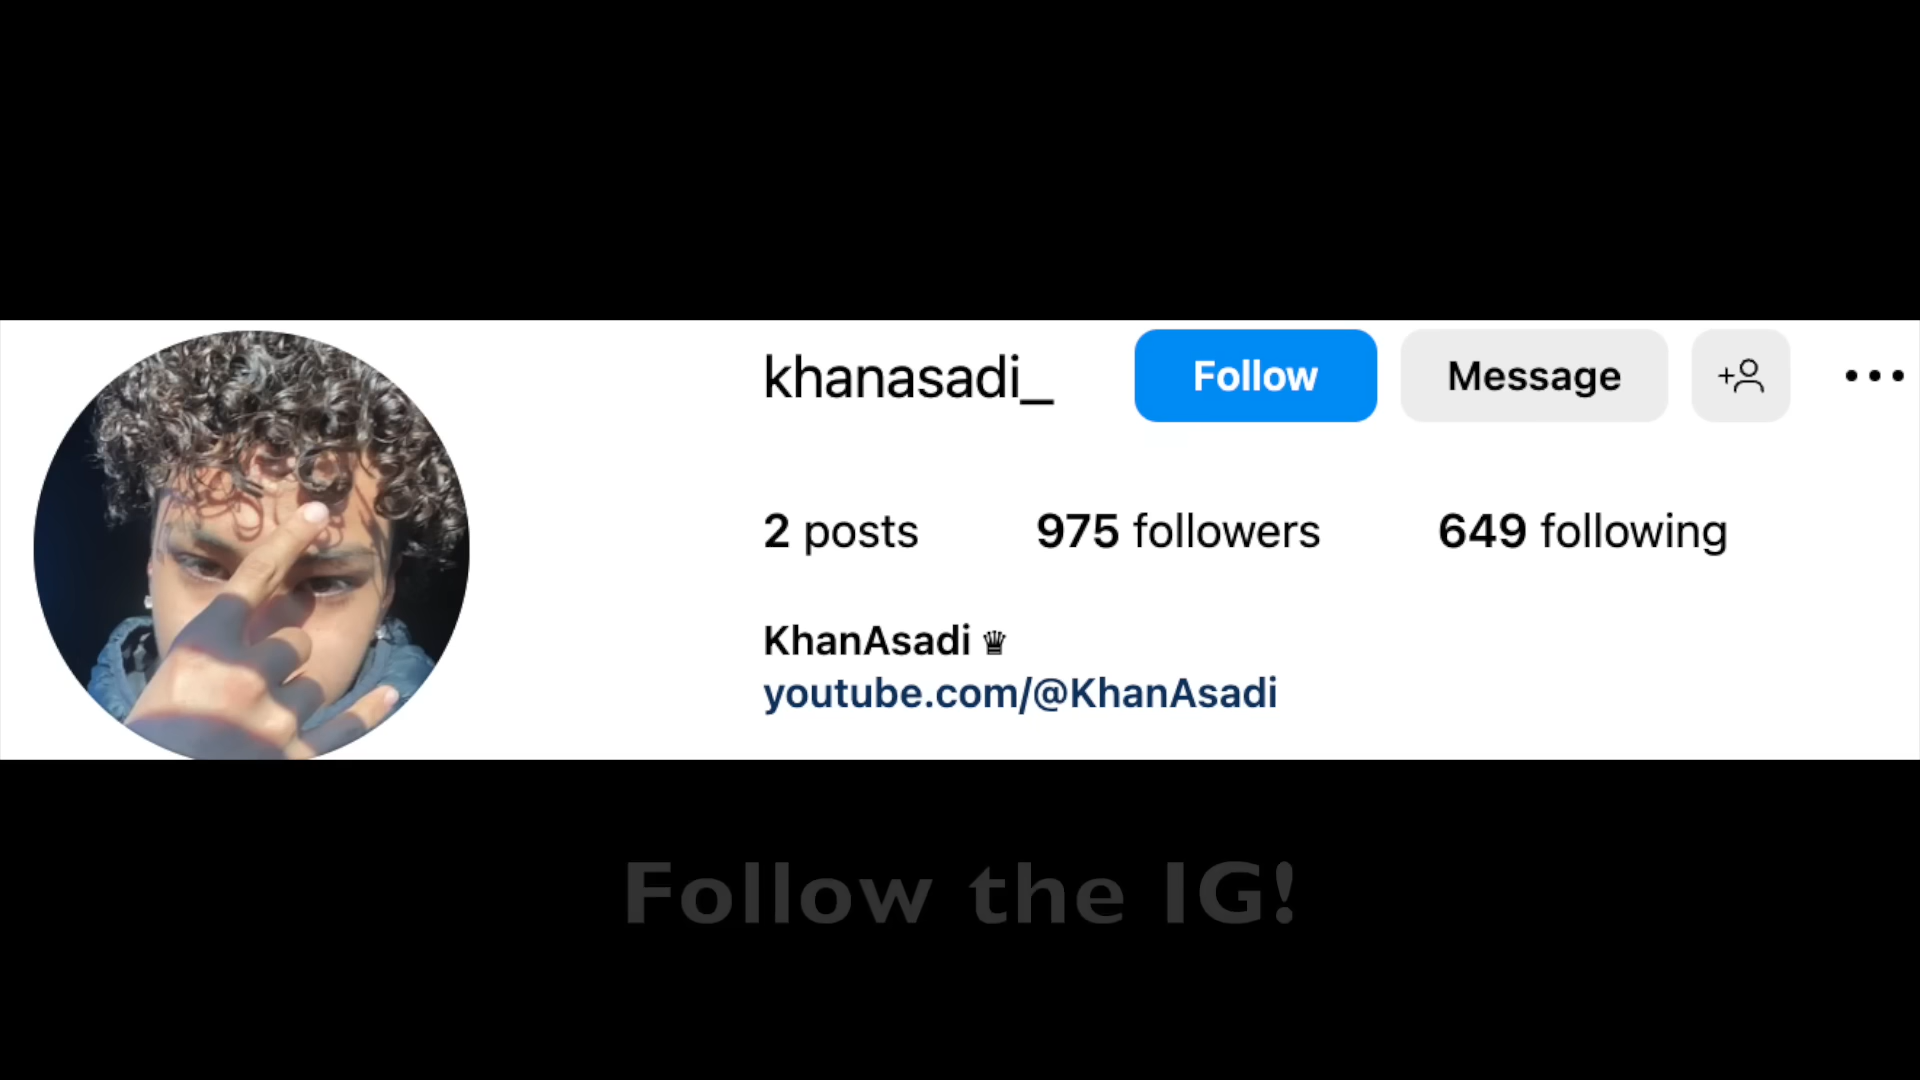 khanasadi_ Follow Message
2 posts 975 followers 649 following
KhanAsadi ♛
youtube.com/@KhanAsadi
Follow the IG!